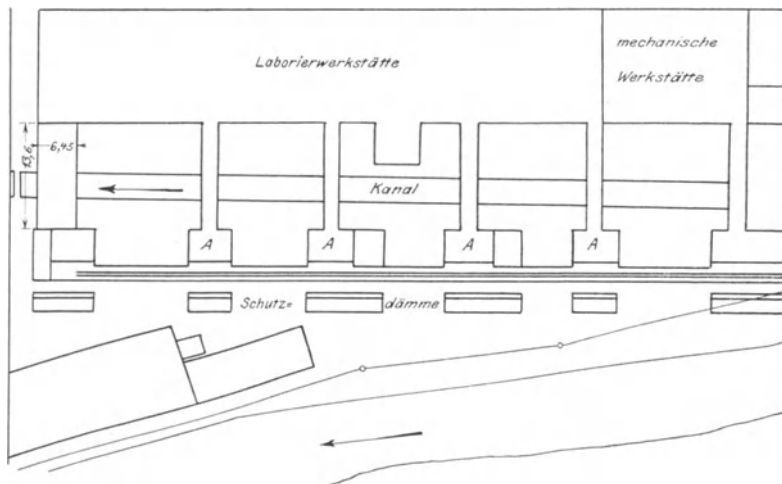 Laborierwerkstätte
mechanische
Werkstätte
13,6
6,45
Kanal
A
A
A
A
Schutz=
dämme